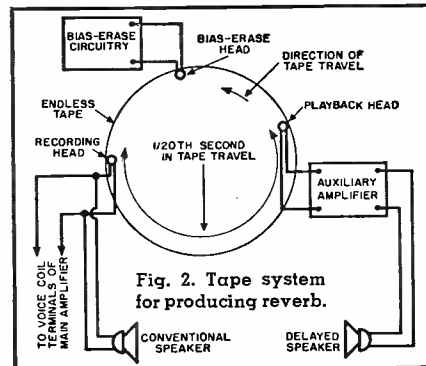 BIAS-ERASE
CIRCUITRY
BIAS-ERASE
HEAD
DIRECTION OF
TAPE TRAVEL
ENDLESS
TAPE
PLAYBACK HEAD
RECORDING
HEAD
1/20TH SECOND
IN TAPE TRAVEL
AUXILIARY
AMPLIFIER
TO VOICE COIL
TERMINALS OF
MAIN AMPLIFIER
Fig. 2. Tape system
for producing reverb.
CONVENTIONAL
SPEAKER
DELAYED
SPEAKER